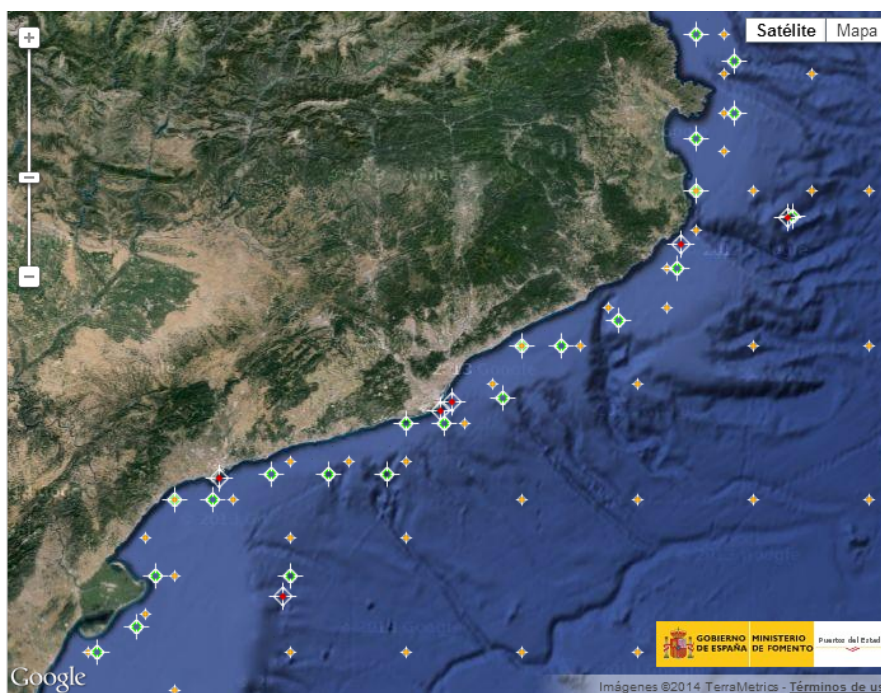 Satélite Mapa
GOBIERNO MINISTERIO
DE ESPAÑA DE FOMENTO
Puertos del Estad
Google
Imágenes ©2014 TerraMetrics - Términos de us